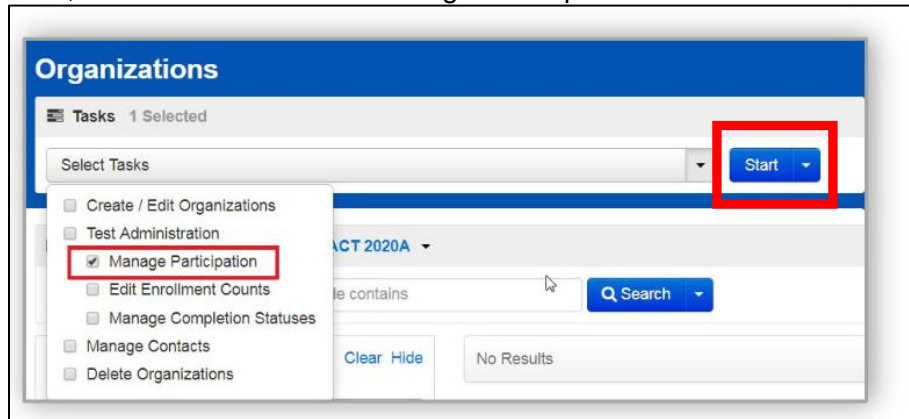 Organizations
Tasks 1 Selected
Select Tasks
Start
Create / Edit Organizations
Test Administration
ACT 2020A
Manage Participation
Edit Enrollment Counts
contains
Search
Manage Completion Statuses
Manage Contacts
Clear Hide
No Results
Delete Organizations